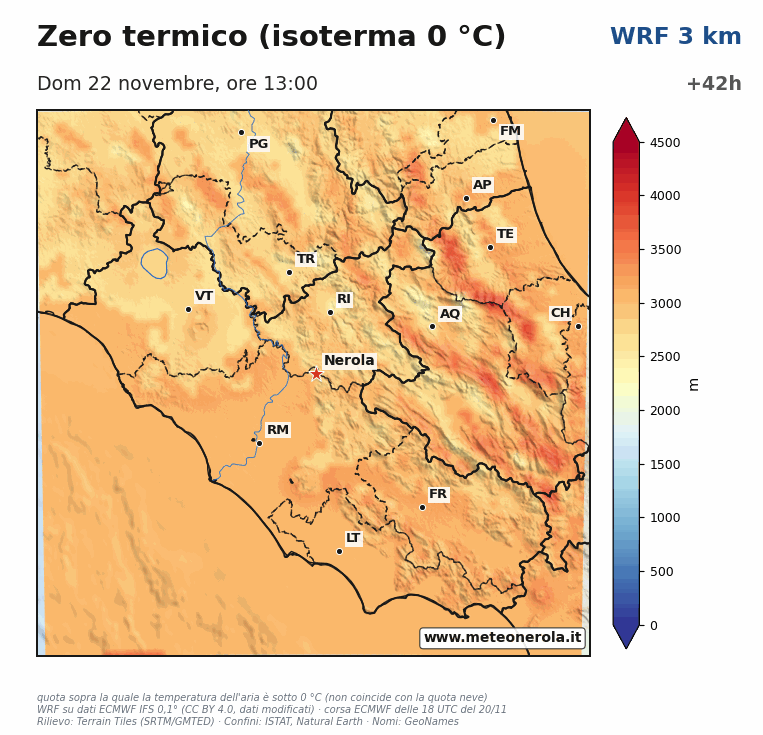 Zero termico (isoterma 0 °C)
WRF 3 km
Dom 22 novembre, ore 13:00
+42h
FM
PG
AP
TE
TR
VT
RI
AQ
CH
Nerola
RM
FR
LT
www.meteonerola.it
4500
4000
3500
3000
2500
2000
1500
1000
500
0
m
quota sopra la quale la temperatura dell'aria è sotto 0 °C (non coincide con la quota neve)
WRF su dati ECMWF IFS 0,1° (CC BY 4.0, dati modificati) · corsa ECMWF delle 18 UTC del 20/11
Rilievo: Terrain Tiles (SRTM/GMTED) · Confini: ISTAT, Natural Earth · Nomi: GeoNames